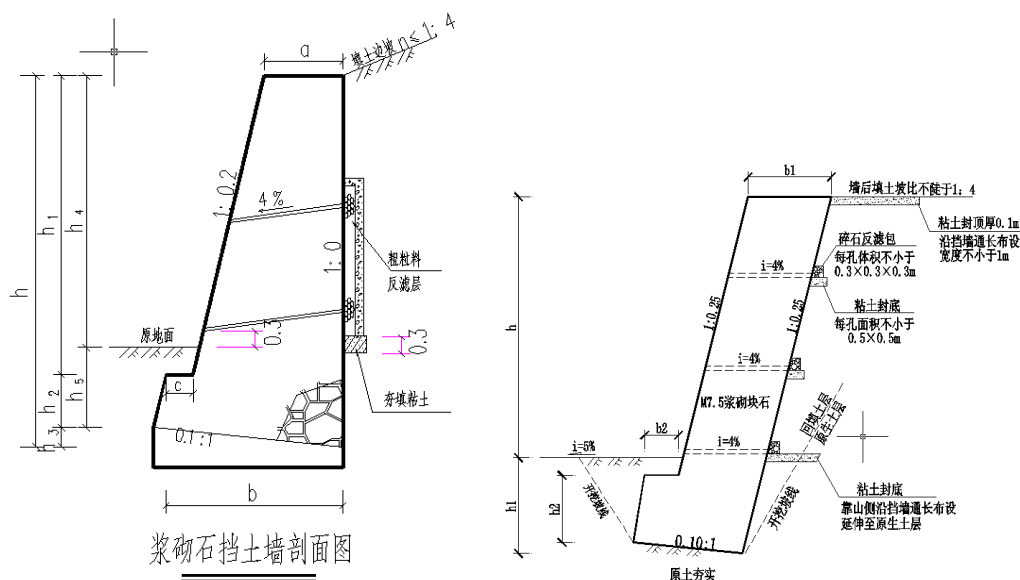 a
填土边坡 n≤1:4
h
h1
h4
1:0.2
4%
1:0
粗粒料
反滤层
0.3
0.3
原地面
h2
h5
h3
c
夯填粘土
0.1:1
b
浆砌石挡土墙剖面图
b1
墙后填土坡比不陡于1:4
粘土封顶厚0.1m
沿挡墙通长布设
宽度不小于1m
碎石反滤包
每孔体积不小于
0.3×0.3×0.3m
i=4%
粘土封底
每孔面积不小于
0.5×0.5m
1:0.25
1:0.25
h
i=4%
M7.5浆砌块石
回填土层
原生土层
b2
i=4%
i=5%
h1
h2
开挖坡线
开挖坡线
粘土封底
靠山侧沿挡墙通长布设
延伸至原生土层
0.10:1
原土夯实